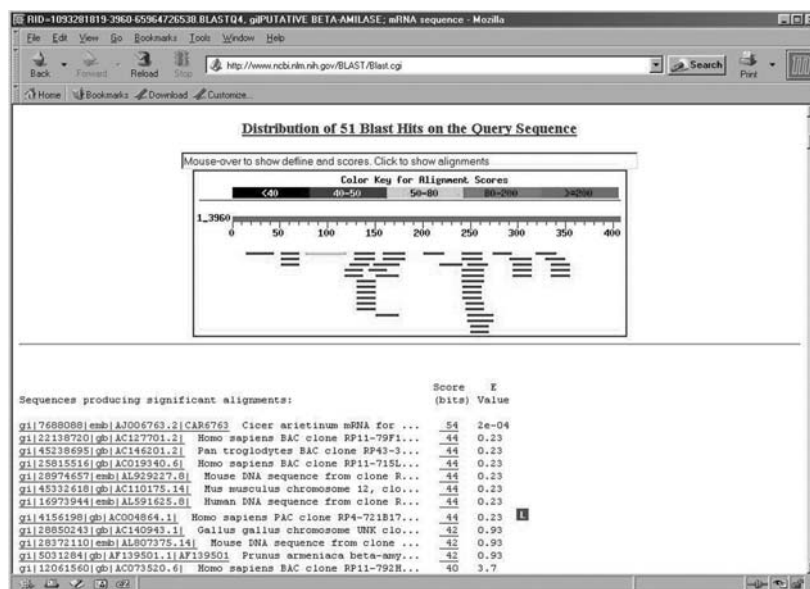 RID=1093281819-3960-65964726538.BLASTQ4, gi|PUTATIVE BETA-AMILASE; mRNA sequence - Mozilla
File Edit View Go Bookmarks Tools Window Help
Back Forward Reload Stop http://www.ncbi.nlm.nih.gov/BLAST/Blast.cgi Search Print
Home Bookmarks Download Customize...
Distribution of 51 Blast Hits on the Query Sequence
Mouse-over to show defline and scores. Click to show alignments
Color Key for Alignment Scores
<40 40-50 50-80 80-200 >=200
1_3960
0 50 100 150 200 250 300 350 400
Score E
Sequences producing significant alignments: (bits) Value
gi|7688088|emb|AJ006763.2|CAR6763 Cicer arietinum mRNA for ... 54 2e-04
gi|22138720|gb|AC127701.2| Homo sapiens BAC clone RP11-79F1... 44 0.23
gi|45238695|gb|AC146201.2| Pan troglodytes BAC clone RP43-3... 44 0.23
gi|25815516|gb|AC019340.6| Homo sapiens BAC clone RP11-715L... 44 0.23
gi|28974657|emb|AL929227.8| Mouse DNA sequence from clone R... 44 0.23
gi|45332618|gb|AC110175.14| Mus musculus chromosome 12, clo... 44 0.23
gi|16973944|emb|AL591625.8| Human DNA sequence from clone R... 44 0.23
gi|4156198|gb|AC004864.1| Homo sapiens PAC clone RP4-721B17... 44 0.23 L
gi|28850243|gb|AC140943.1| Gallus gallus chromosome UNK clo... 42 0.93
gi|28372110|emb|AL807375.14| Mouse DNA sequence from clone ... 42 0.93
gi|5031284|gb|AF139501.1|AF139501 Prunus armeniaca beta-amy... 42 0.93
gi|12061560|gb|AC073520.6| Homo sapiens BAC clone RP11-792H... 40 3.7